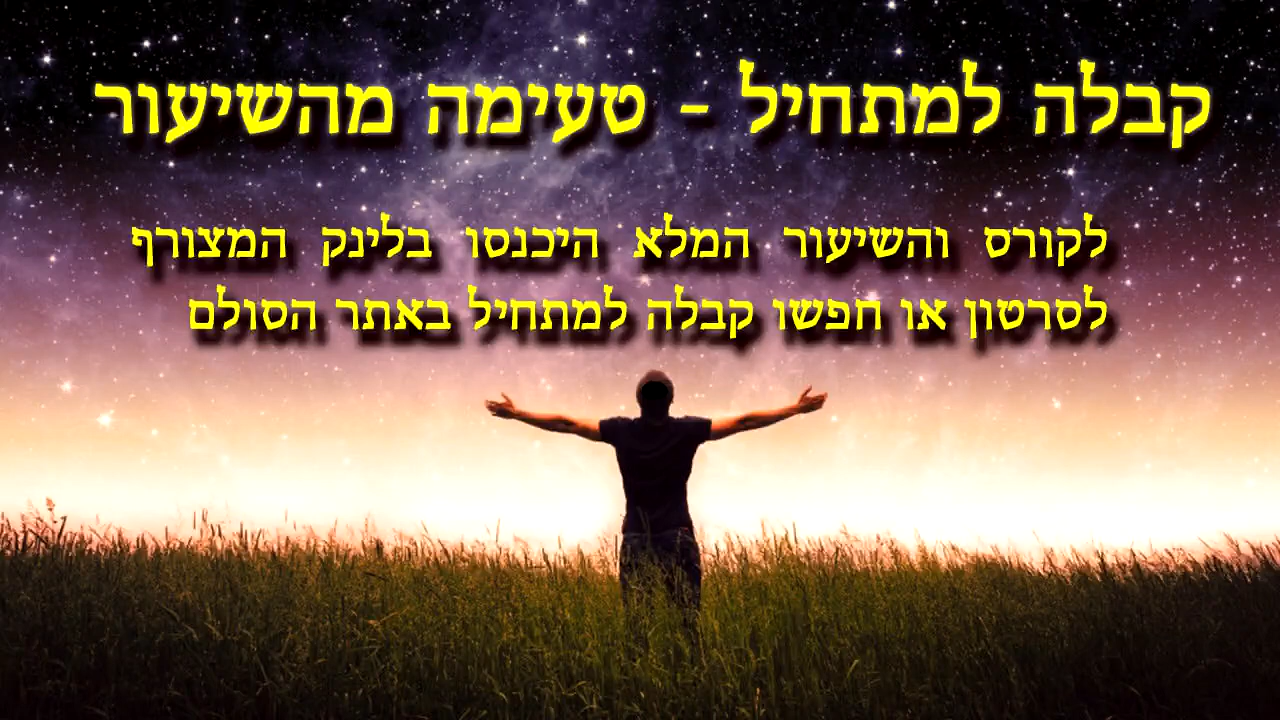 קבלה למתחיל - טעימה מהשיעור
לקורס והשיעור המלא היכנסו בלינק המצורף
לסרטון או חפשו קבלה למתחיל באתר הסולם